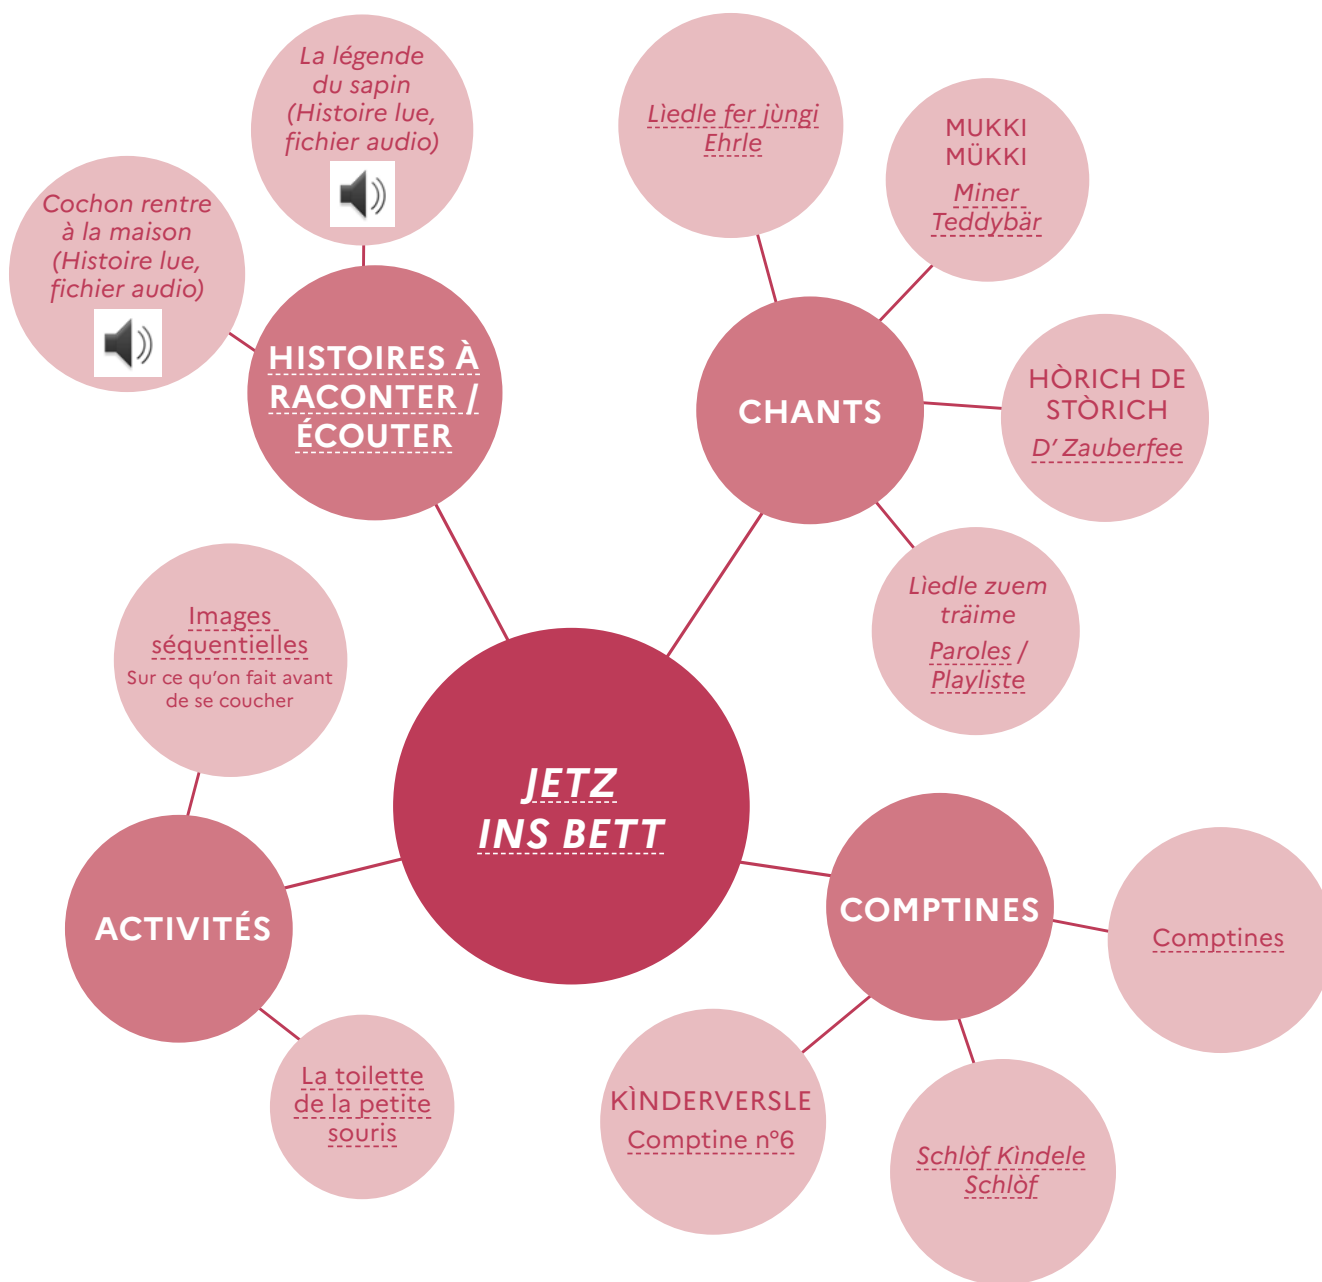 La légende
du sapin
(Histoire lue,
fichier audio)
Cochon rentre
à la maison
(Histoire lue,
fichier audio)
HISTOIRES À
RACONTER /
ÉCOUTER
Lìedle fer jùngi
Ehrle
MUKKI
MÜKKI
Miner
Teddybär
HÒRICH DE
STÒRICH
D’ Zauberfee
CHANTS
Lìedle zuem
träime
Paroles /
Playliste
Images
séquentielles
Sur ce qu’on fait avant
de se coucher
JETZ
INS BETT
ACTIVITÉS
La toilette
de la petite
souris
COMPTINES
Comptines
KÌNDERVERSLE
Comptine n°6
Schlòf Kìndele
Schlòf